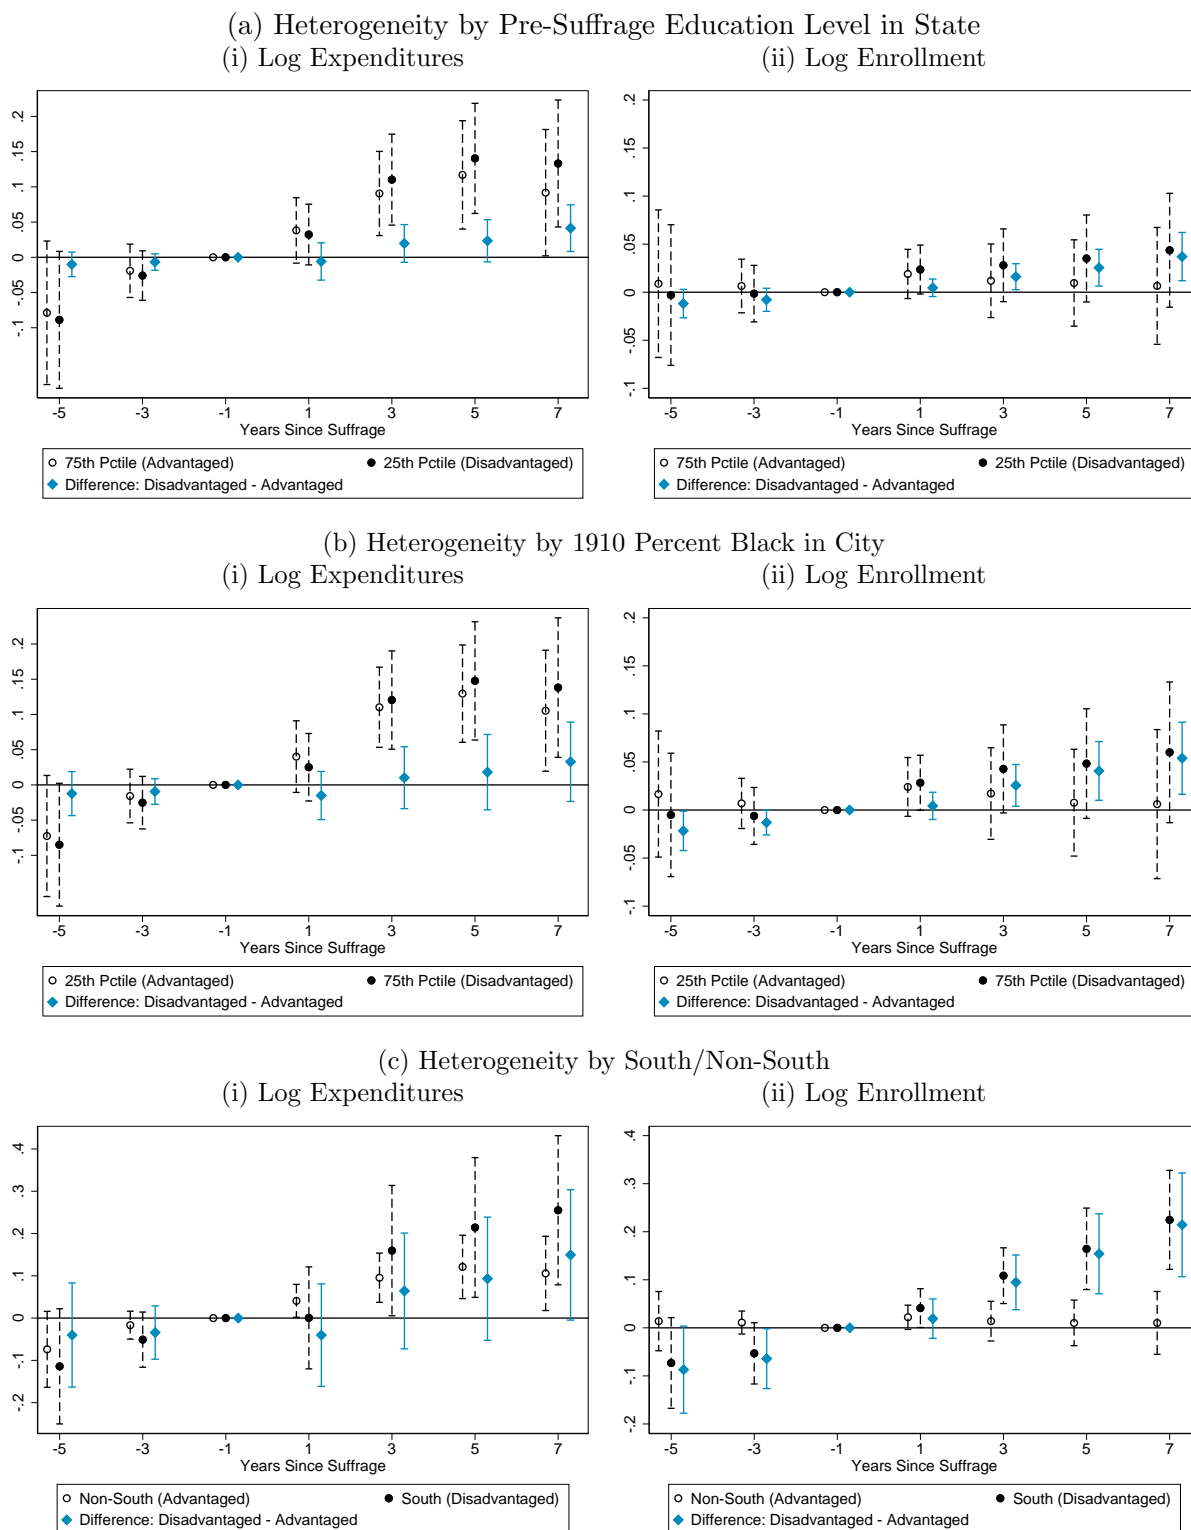 (a) Heterogeneity by Pre-Suffrage Education Level in State
(i) Log Expenditures
.2
.15
.1
.05
0
-.05
-.1
-5 -3 -1 1 3 5 7
Years Since Suffrage
75th Pctile (Advantaged) 25th Pctile (Disadvantaged)
Difference: Disadvantaged - Advantaged
(ii) Log Enrollment
.2
.15
.1
.05
0
-.05
-.1
-5 -3 -1 1 3 5 7
Years Since Suffrage
75th Pctile (Advantaged) 25th Pctile (Disadvantaged)
Difference: Disadvantaged - Advantaged
(b) Heterogeneity by 1910 Percent Black in City
(i) Log Expenditures
.2
.15
.1
.05
0
-.05
-.1
-5 -3 -1 1 3 5 7
Years Since Suffrage
25th Pctile (Advantaged) 75th Pctile (Disadvantaged)
Difference: Disadvantaged - Advantaged
(ii) Log Enrollment
.2
.15
.1
.05
0
-.05
-.1
-5 -3 -1 1 3 5 7
Years Since Suffrage
25th Pctile (Advantaged) 75th Pctile (Disadvantaged)
Difference: Disadvantaged - Advantaged
(c) Heterogeneity by South/Non-South
(i) Log Expenditures
.4
.3
.2
.1
0
-.1
-.2
-5 -3 -1 1 3 5 7
Years Since Suffrage
Non-South (Advantaged) South (Disadvantaged)
Difference: Disadvantaged - Advantaged
(ii) Log Enrollment
.4
.3
.2
.1
0
-.1
-.2
-5 -3 -1 1 3 5 7
Years Since Suffrage
Non-South (Advantaged) South (Disadvantaged)
Difference: Disadvantaged - Advantaged